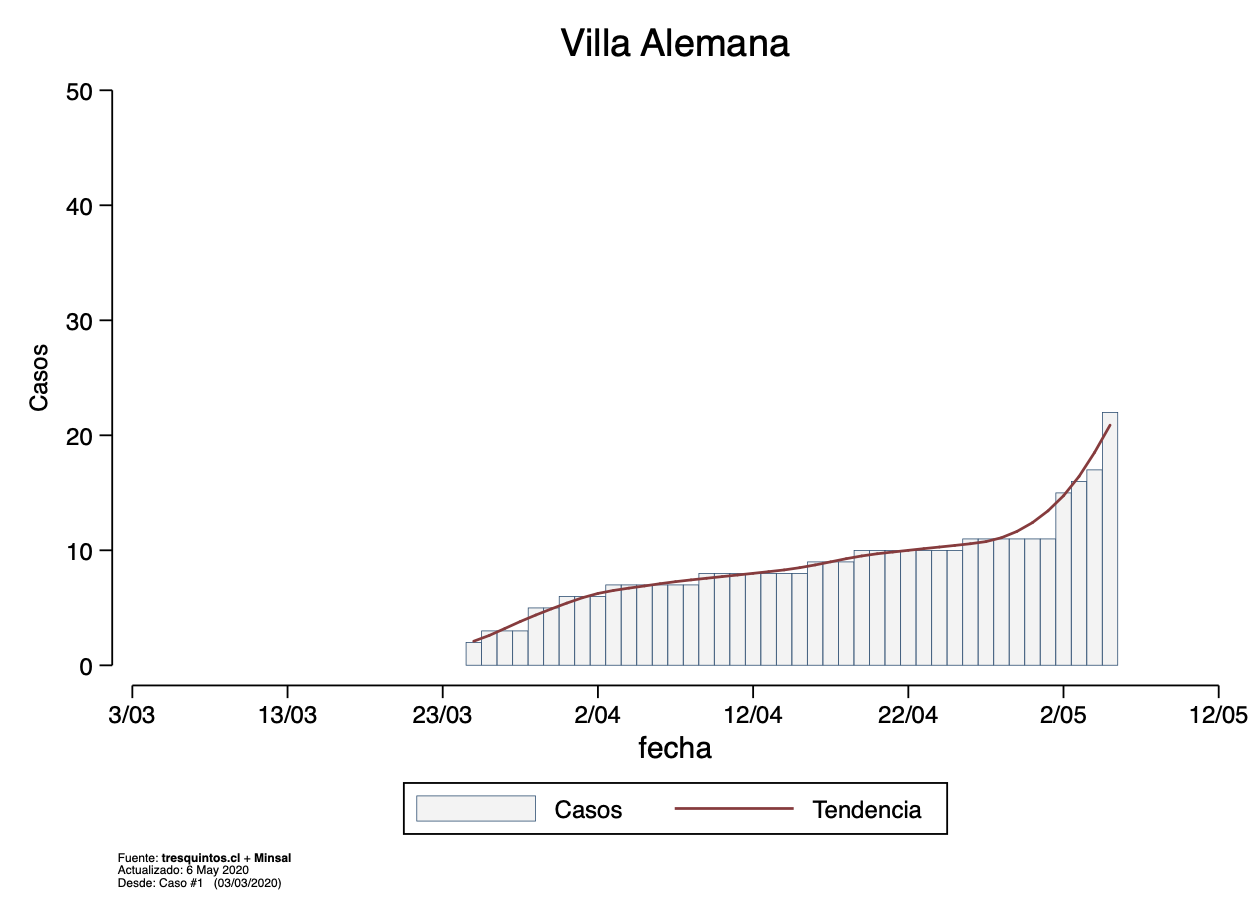 Villa Alemana
50
40
30
20
10
0
Casos
3/03 13/03 23/03 2/04 12/04 22/04 2/05 12/05
fecha
Casos Tendencia
Fuente: tresquintos.cl + Minsal
Actualizado: 6 May 2020
Desde: Caso #1 (03/03/2020)